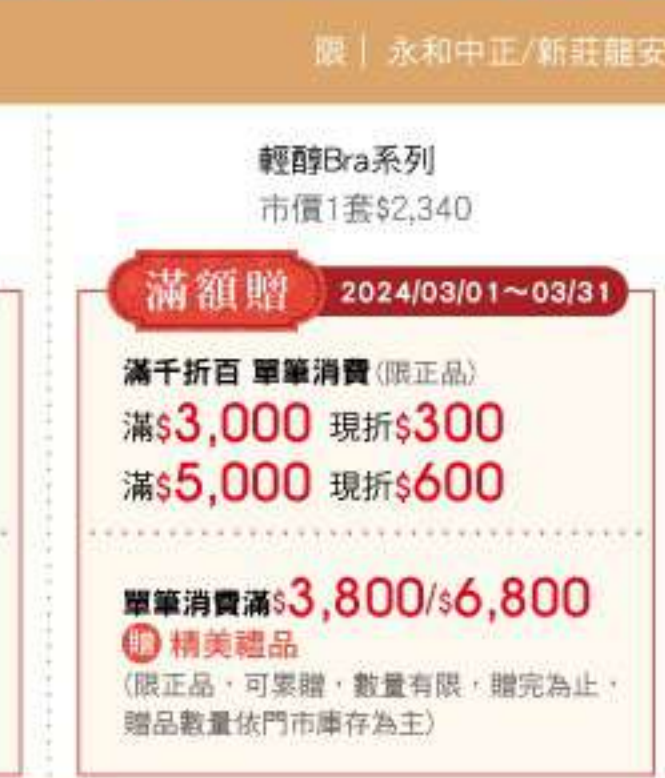 限｜永和中正/新莊龍安
輕醇Bra系列
市價1套$2,340
滿額贈 2024/03/01～03/31
滿千折百 單筆消費(限正品)
滿$3,000 現折$300
滿$5,000 現折$600
單筆消費滿$3,800/$6,800
贈 精美禮品
(限正品，可累贈，數量有限，贈完為止，
贈品數量依門市庫存為主)